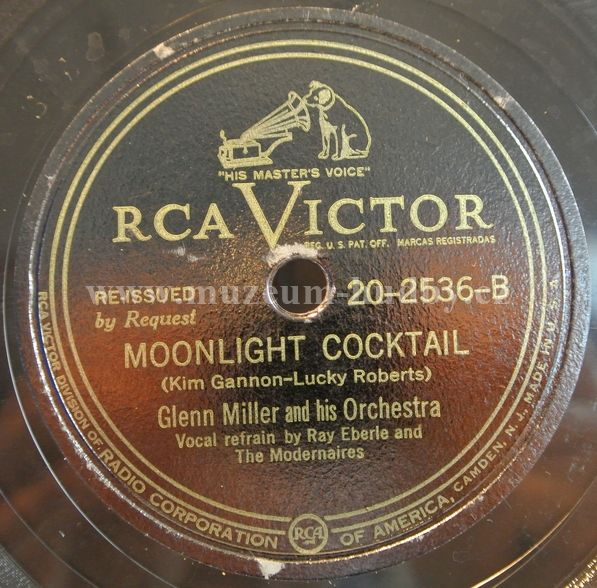 "HIS MASTER'S VOICE"
RCA VICTOR
REG. U.S. PAT. OFF. MARCAS REGISTRADAS
RE-ISSUED
by Request
20-2536-B
MOONLIGHT COCKTAIL
(Kim Gannon-Lucky Roberts)
Glenn Miller and his Orchestra
Vocal refrain by Ray Eberle and
The Modernaires
RCA VICTOR DIVISION OF RADIO CORPORATION OF AMERICA, CAMDEN, N. J., MADE IN U.S.A.
RCA